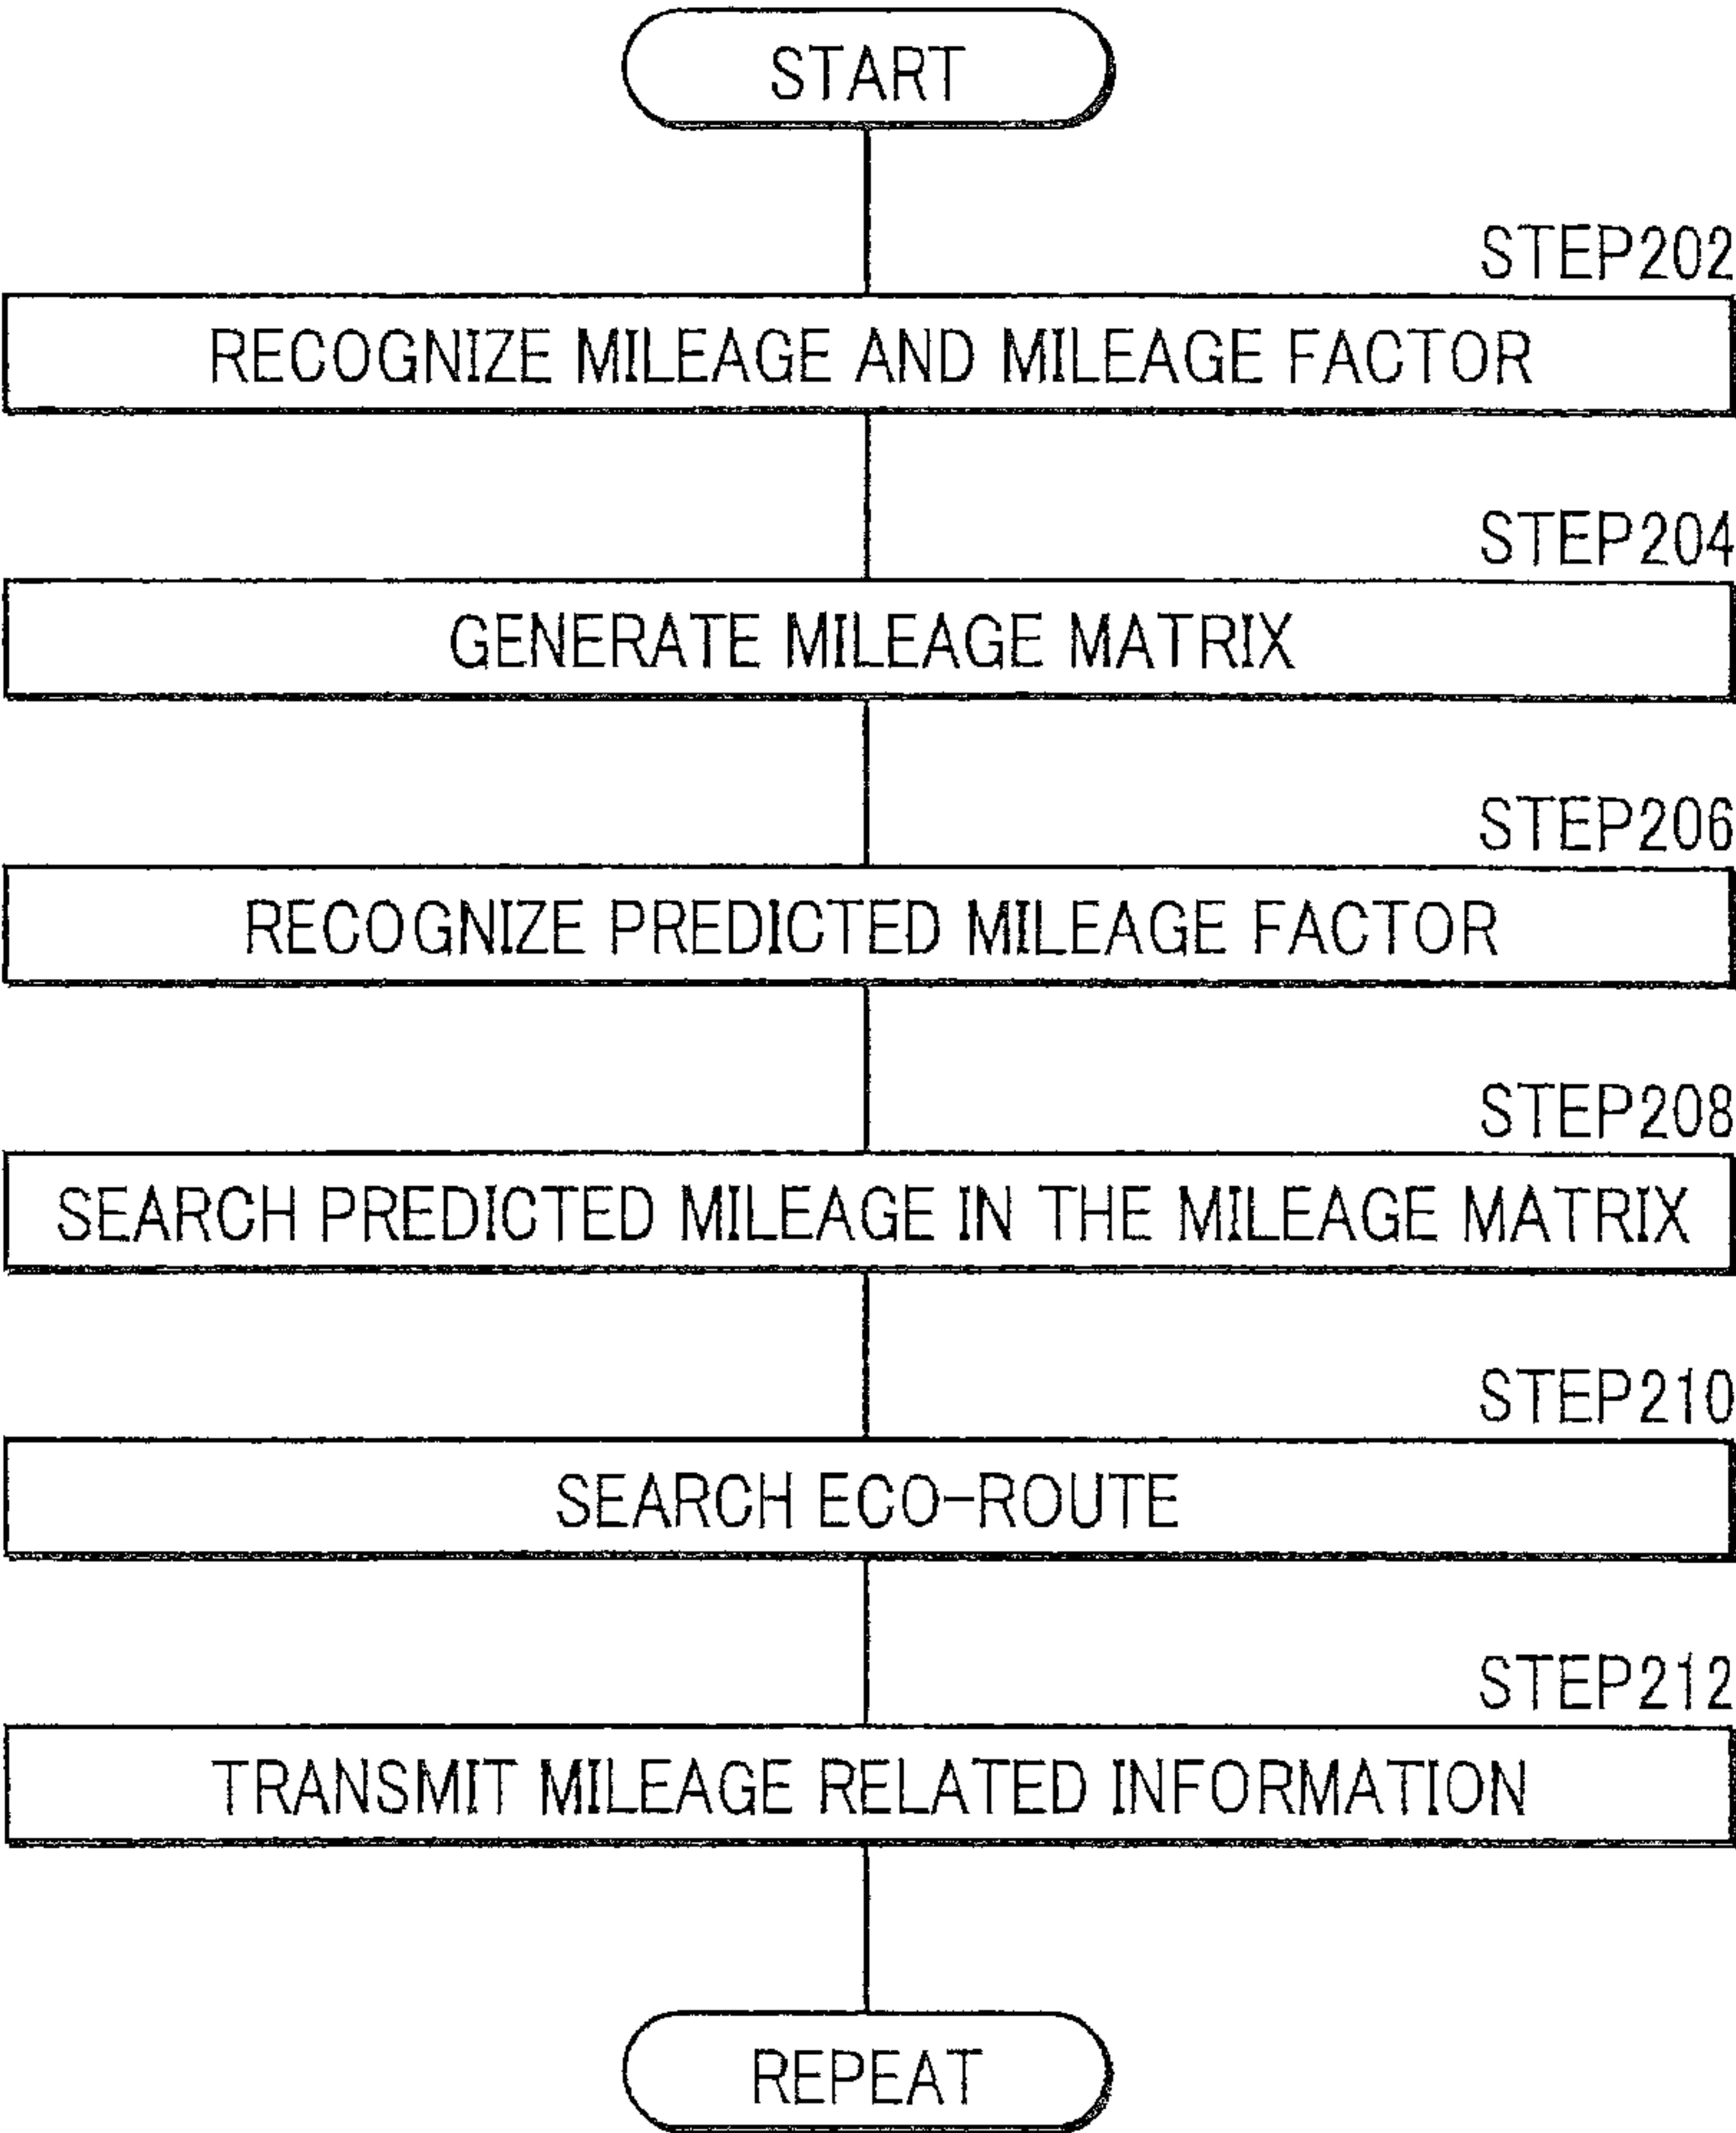 START
STEP202
RECOGNIZE MILEAGE AND MILEAGE FACTOR
STEP204
GENERATE MILEAGE MATRIX
STEP206
RECOGNIZE PREDICTED MILEAGE FACTOR
STEP208
SEARCH PREDICTED MILEAGE IN THE MILEAGE MATRIX
STEP210
SEARCH ECO-ROUTE
STEP212
TRANSMIT MILEAGE RELATED INFORMATION
REPEAT